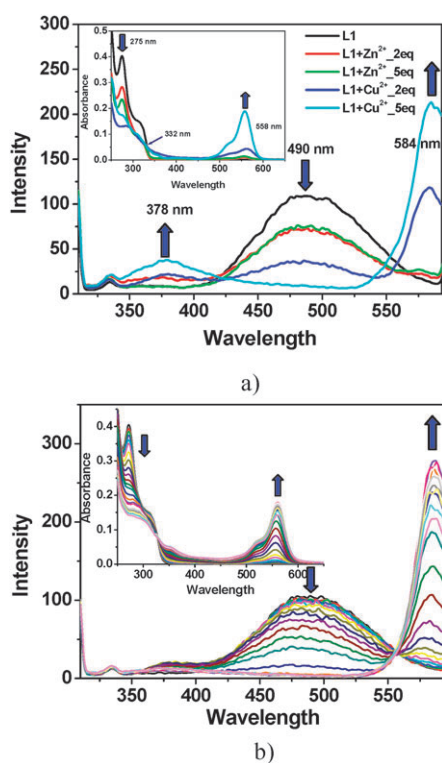 0.5
0.4
0.3
0.2
0.1
0.0
Absorbance
275 nm
332 nm
558 nm
300 400 500 600
Wavelength
L1
L1+Zn²⁺_2eq
L1+Zn²⁺_5eq
L1+Cu²⁺_2eq
L1+Cu²⁺_5eq
300
250
200
150
100
50
0
Intensity
378 nm
490 nm
584 nm
350 400 450 500 550
Wavelength
a)
0.5
0.4
0.3
0.2
0.1
0.0
Absorbance
300 400 500 600
Wavelength
300
200
100
0
Intensity
350 400 450 500 550
Wavelength
b)